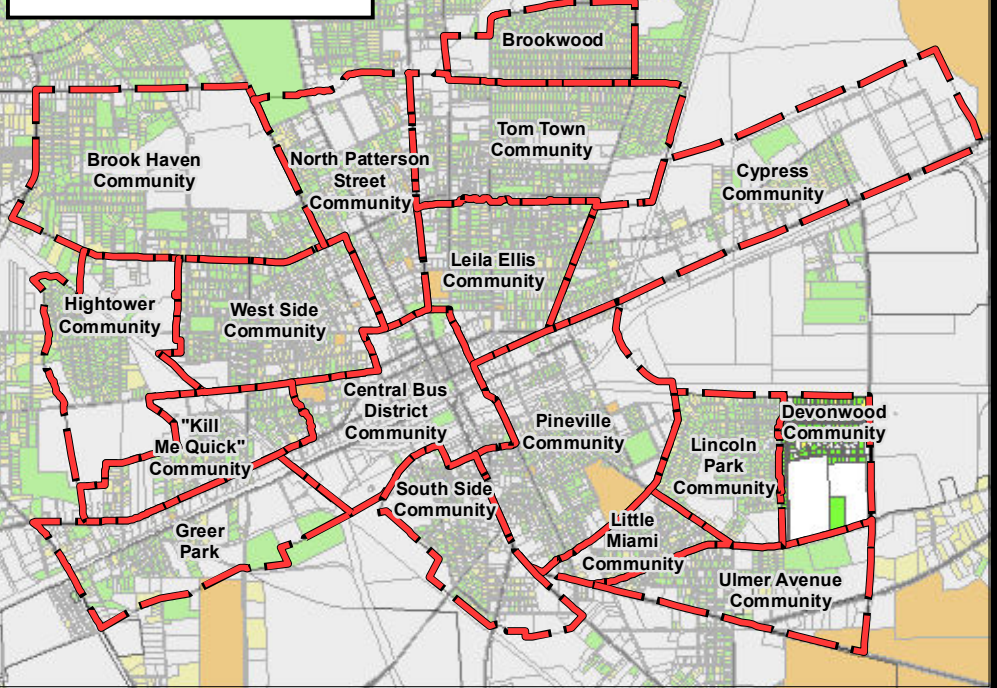 Brookwood
Tom Town
Community
Brook Haven
Community
North Patterson
Street
Community
Cypress
Community
Leila Ellis
Community
Hightower
Community
West Side
Community
Central Bus
District
Community
"Kill
Me Quick"
Community
Pineville
Community
Devonwood
Community
Lincoln
Park
Community
South Side
Community
Greer
Park
Little
Miami
Community
Ulmer Avenue
Community